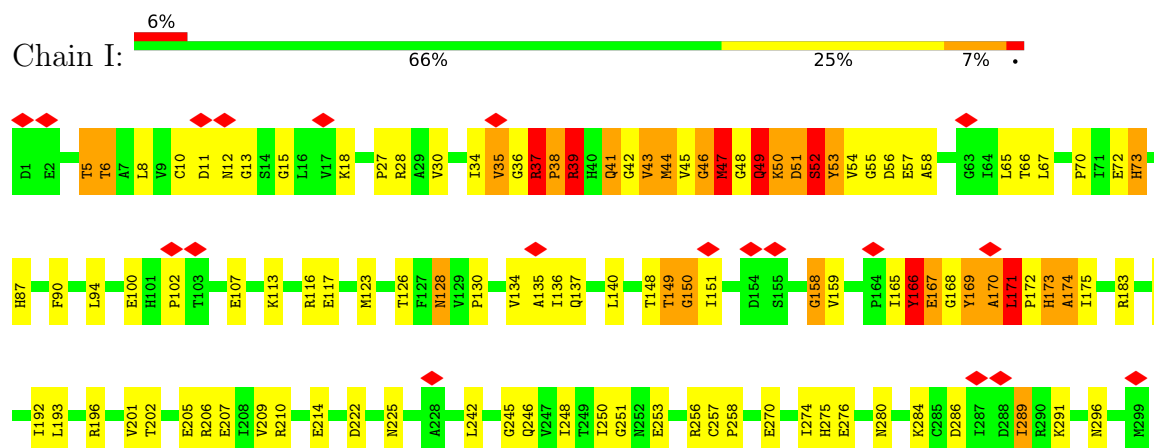 6%
Chain I:
66% 25% 7% •
D1 E2 T5 T6 A7 L8 V9 C10 D11 N12 G13 S14 G15 L16 V17 K18 P27 R28 A29 V30 I34 V35 G36 R37 P38 R39 H40 Q41 G42 V43 M44 V45 G46 M47 G48 Q49 K50 D51 S52 Y53 V54 G55 D56 E57 A58 G63 I64 L65 T66 L67 P70 I71 E72 H73
H87 F90 L94 E100 H101 P102 T103 E107 K113 R116 E117 M123 T126 F127 N128 V129 P130 V134 A135 I136 Q137 L140 T148 T149 G150 I151 D154 S155 G158 V159 P164 I165 Y166 E167 G168 Y169 A170 L171 P172 H173 A174 I175 R183
I192 L193 R196 V201 T202 E205 R206 E207 I208 V209 R210 E214 D222 N225 A228 L242 G245 Q246 V247 I248 T249 I250 G251 N252 E253 R256 C257 P258 E270 I274 H275 E276 N280 K284 C285 D286 I287 D288 I289 R290 K291 N296 M299